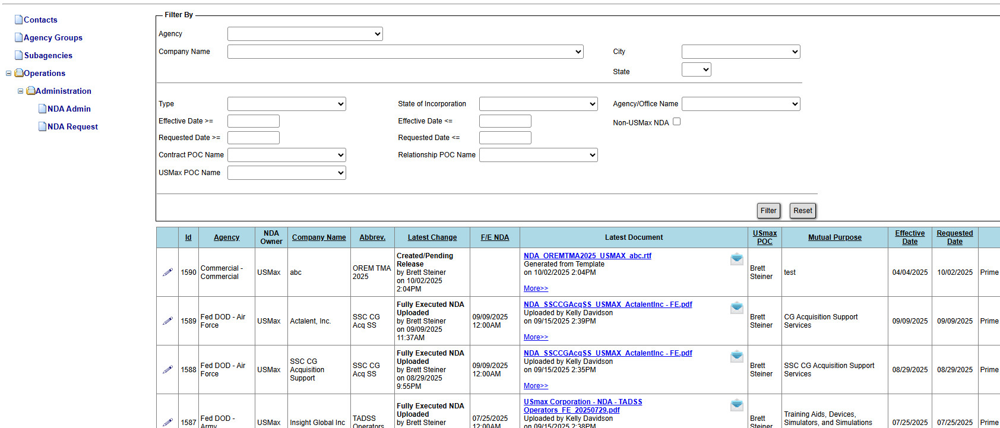 Contacts
Agency Groups
Subagencies
Operations
Administration
NDA Admin
NDA Request
Filter By
Agency
Company Name
City
State
Type
State of Incorporation
Agency/Office Name
Effective Date >=
Effective Date <=
Non-USMax NDA
Requested Date >=
Requested Date <=
Contract POC Name
Relationship POC Name
USMax POC Name
Filter
Reset
Id
Agency
NDA
Owner
Company Name
Abbrev.
Latest Change
F/E NDA
Latest Document
USmax
POC
Mutual Purpose
Effective
Date
Requested
Date
1590
Commercial -
Commercial
USMax
abc
OREM TMA
2025
Created/Pending
Release
by Brett Steiner
on 10/02/2025
2:04PM
NDA_OREMTMA2025_USMAX_abc.rtf
Generated from Template
on 10/02/2025 2:04PM
More>>
Brett
Steiner
test
04/04/2025
10/02/2025
Prime
1589
Fed DOD - Air
Force
USMax
Actalent, Inc.
SSC CG
Acq SS
Fully Executed NDA
Uploaded
by Brett Steiner
on 09/09/2025
11:37AM
09/09/2025
12:00AM
NDA_SSCCGAcqSS_USMAX_ActalentInc - FE.pdf
Uploaded by Kelly Davidson
on 09/15/2025 2:39PM
More>>
Brett
Steiner
CG Acquisition Support
Services
09/09/2025
09/09/2025
Prime
1588
Fed DOD - Air
Force
USMax
SSC CG
Acquisition
Support
SSC CG
Acq SS
Fully Executed NDA
Uploaded
by Brett Steiner
on 08/29/2025
9:55PM
09/09/2025
12:00AM
NDA_SSCCGAcqSS_USMAX_ActalentInc - FE.pdf
Uploaded by Kelly Davidson
on 09/15/2025 2:35PM
More>>
Brett
Steiner
SSC CG Acquisition Support
Services
08/29/2025
08/29/2025
Prime
1587
Fed DOD -
Army
USMax
Insight Global Inc
TADSS
Operators
Fully Executed NDA
Uploaded
by Brett Steiner
07/25/2025
12:00AM
USmax Corporation - NDA - TADSS
Operators_FE_20250729.pdf
Uploaded by Kelly Davidson
on 09/15/2025 2:38PM
Brett
Steiner
Training Aids, Devices,
Simulators, and Simulations
07/25/2025
07/25/2025
Prime